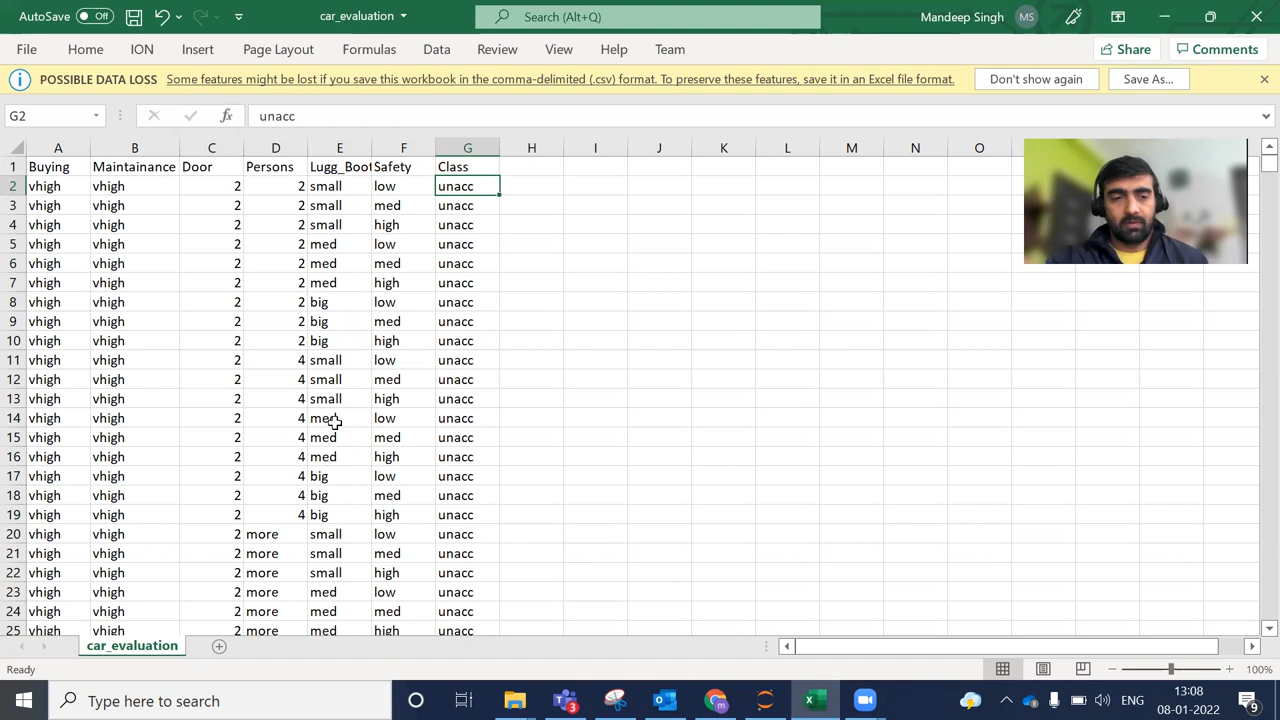 AutoSave Off car_evaluation Search (Alt+Q) Mandeep Singh MS
File Home ION Insert Page Layout Formulas Data Review View Help Team Share Comments
POSSIBLE DATA LOSS Some features might be lost if you save this workbook in the comma-delimited (.csv) format. To preserve these features, save it in an Excel file format. Don't show again Save As...
G2 fx unacc
A B C D E F G H I J K L M N O P Q R S
1 Buying Maintainance Door Persons Lugg_Boot Safety Class
2 vhigh vhigh 2 2 small low unacc
3 vhigh vhigh 2 2 small med unacc
4 vhigh vhigh 2 2 small high unacc
5 vhigh vhigh 2 2 med low unacc
6 vhigh vhigh 2 2 med med unacc
7 vhigh vhigh 2 2 med high unacc
8 vhigh vhigh 2 2 big low unacc
9 vhigh vhigh 2 2 big med unacc
10 vhigh vhigh 2 2 big high unacc
11 vhigh vhigh 2 4 small low unacc
12 vhigh vhigh 2 4 small med unacc
13 vhigh vhigh 2 4 small high unacc
14 vhigh vhigh 2 4 med low unacc
15 vhigh vhigh 2 4 med med unacc
16 vhigh vhigh 2 4 med high unacc
17 vhigh vhigh 2 4 big low unacc
18 vhigh vhigh 2 4 big med unacc
19 vhigh vhigh 2 4 big high unacc
20 vhigh vhigh 2 more small low unacc
21 vhigh vhigh 2 more small med unacc
22 vhigh vhigh 2 more small high unacc
23 vhigh vhigh 2 more med low unacc
24 vhigh vhigh 2 more med med unacc
25 vhigh vhigh 2 more med high unacc
car_evaluation
Ready 100%
Type here to search 3 ENG 13:08
08-01-2022 9